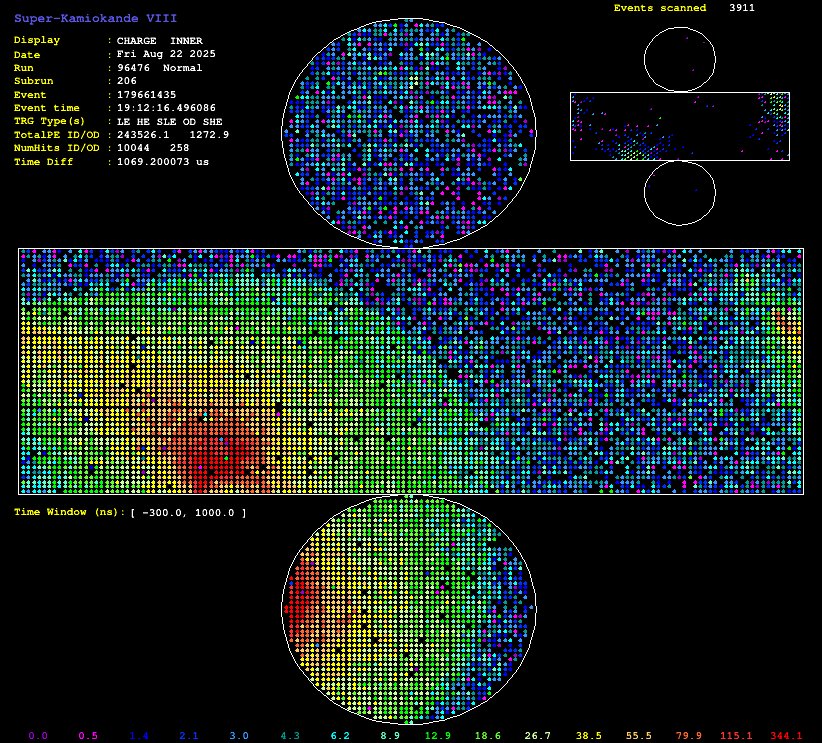 Super-Kamiokande VIII
Events scanned 3911
Display : CHARGE INNER
Date : Fri Aug 22 2025
Run : 96476 Normal
Subrun : 206
Event : 179661435
Event time : 19:12:16.496086
TRG Type(s) : LE HE SLE OD SHE
TotalPE ID/OD : 243526.1 1272.9
NumHits ID/OD : 10044 258
Time Diff : 1069.200073 us
Time Window (ns): [ -300.0, 1000.0 ]
0.0 0.5 1.4 2.1 3.0 4.3 6.2 8.9 12.9 18.6 26.7 38.5 55.5 79.9 115.1 344.1